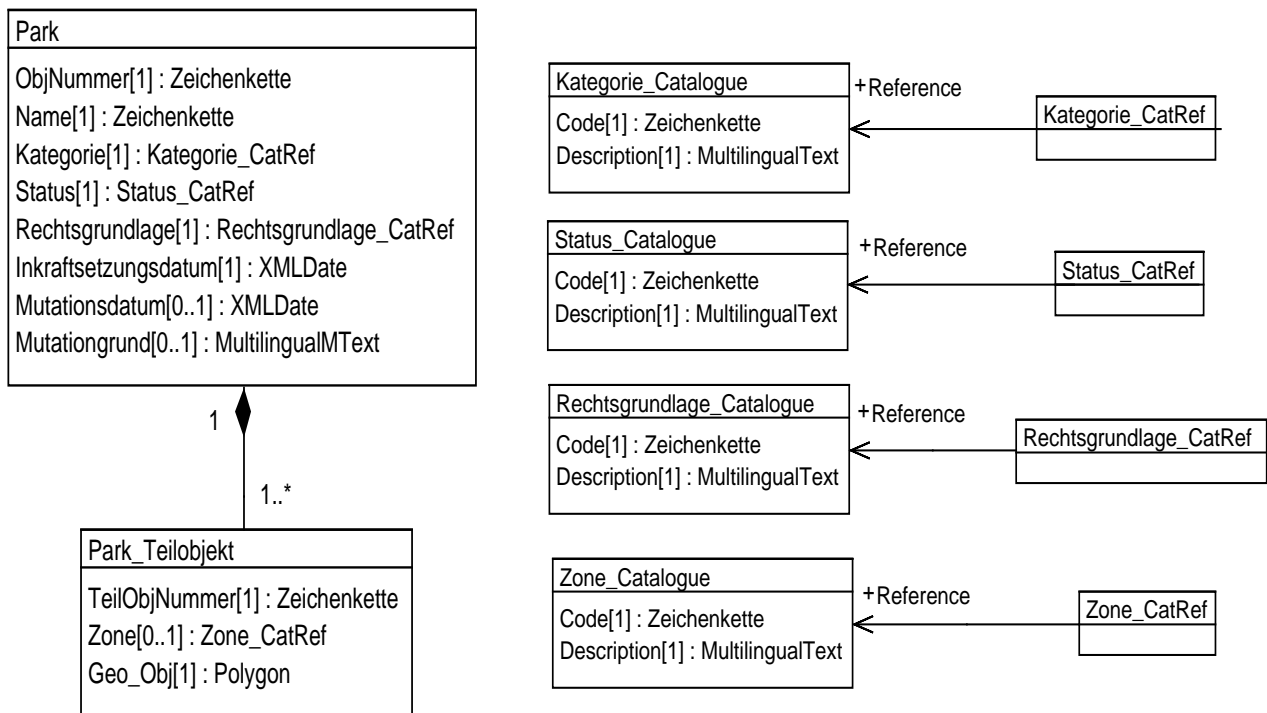 Park
ObjNummer[1] : Zeichenkette
Name[1] : Zeichenkette
Kategorie[1] : Kategorie_CatRef
Status[1] : Status_CatRef
Rechtsgrundlage[1] : Rechtsgrundlage_CatRef
Inkraftsetzungsdatum[1] : XMLDate
Mutationsdatum[0..1] : XMLDate
Mutationgrund[0..1] : MultilingualMText
1
1..*
Park_Teilobjekt
TeilObjNummer[1] : Zeichenkette
Zone[0..1] : Zone_CatRef
Geo_Obj[1] : Polygon
Kategorie_Catalogue
Code[1] : Zeichenkette
Description[1] : MultilingualText
+Reference
Kategorie_CatRef
Status_Catalogue
Code[1] : Zeichenkette
Description[1] : MultilingualText
+Reference
Status_CatRef
Rechtsgrundlage_Catalogue
Code[1] : Zeichenkette
Description[1] : MultilingualText
+Reference
Rechtsgrundlage_CatRef
Zone_Catalogue
Code[1] : Zeichenkette
Description[1] : MultilingualText
+Reference
Zone_CatRef